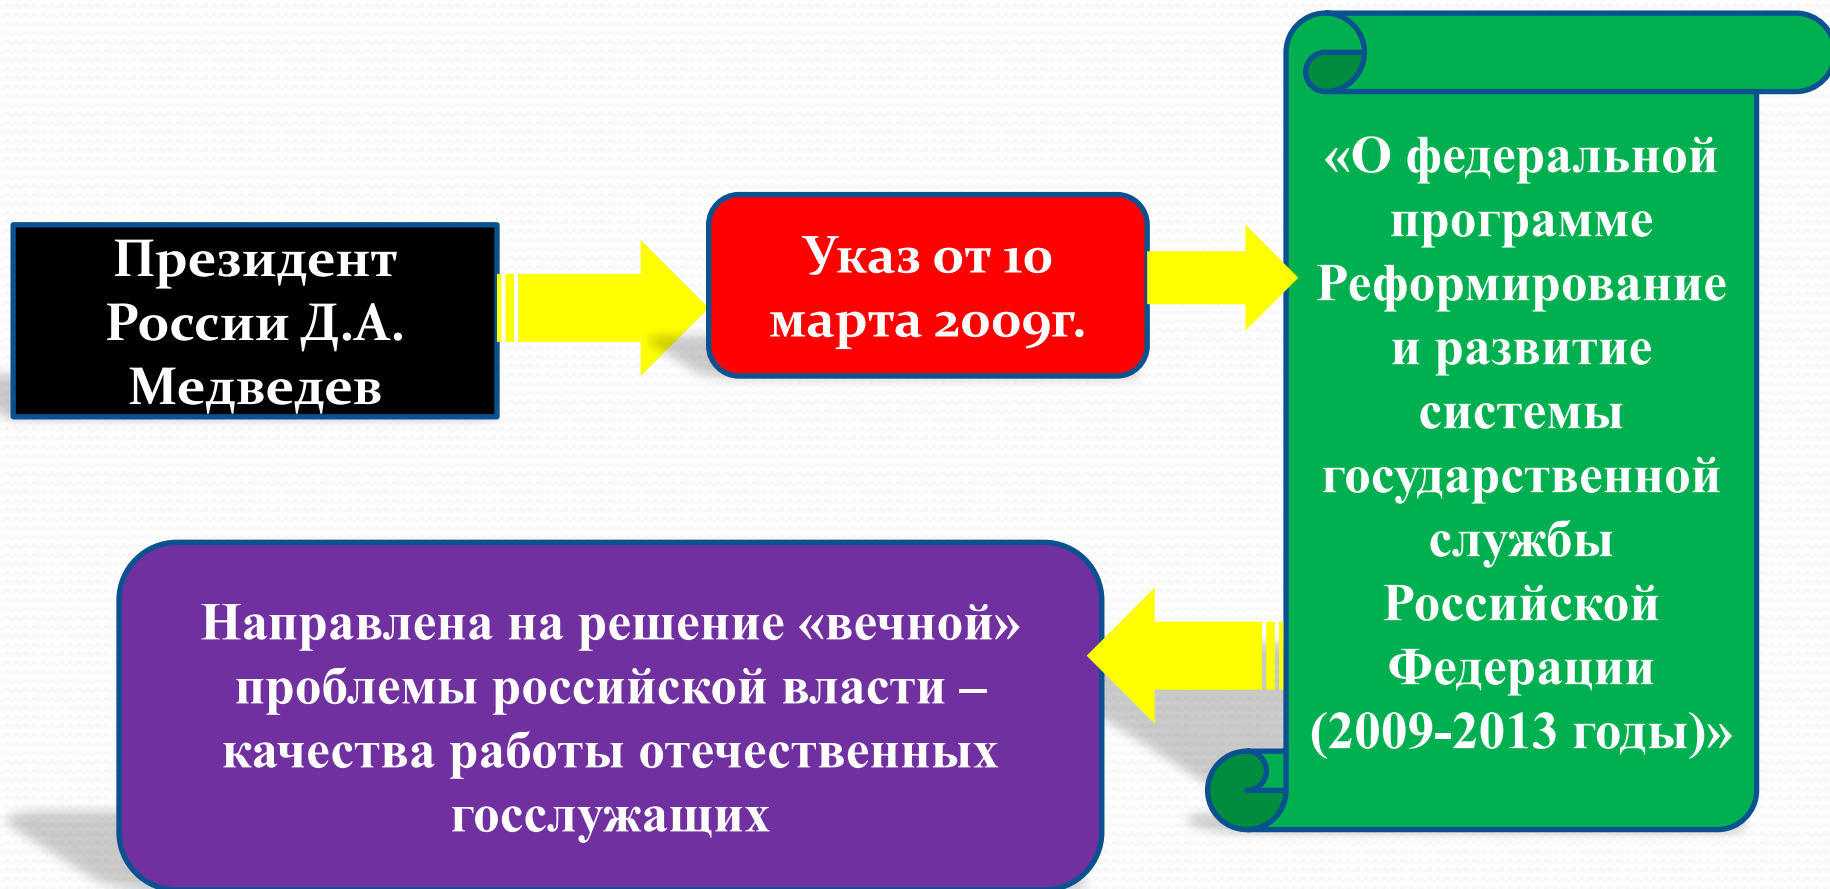 Президент
России Д.А.
Медведев
Указ от 10
марта 2009г.
«О федеральной
программе
Реформирование
и развитие
системы
государственной
службы
Российской
Федерации
(2009-2013 годы)»
Направлена на решение «вечной»
проблемы российской власти –
качества работы отечественных
госслужащих